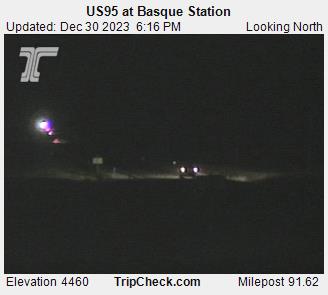 US95 at Basque Station
Updated: Dec 30 2023 6:16 PM Looking North
Elevation 4460 TripCheck.com Milepost 91.62